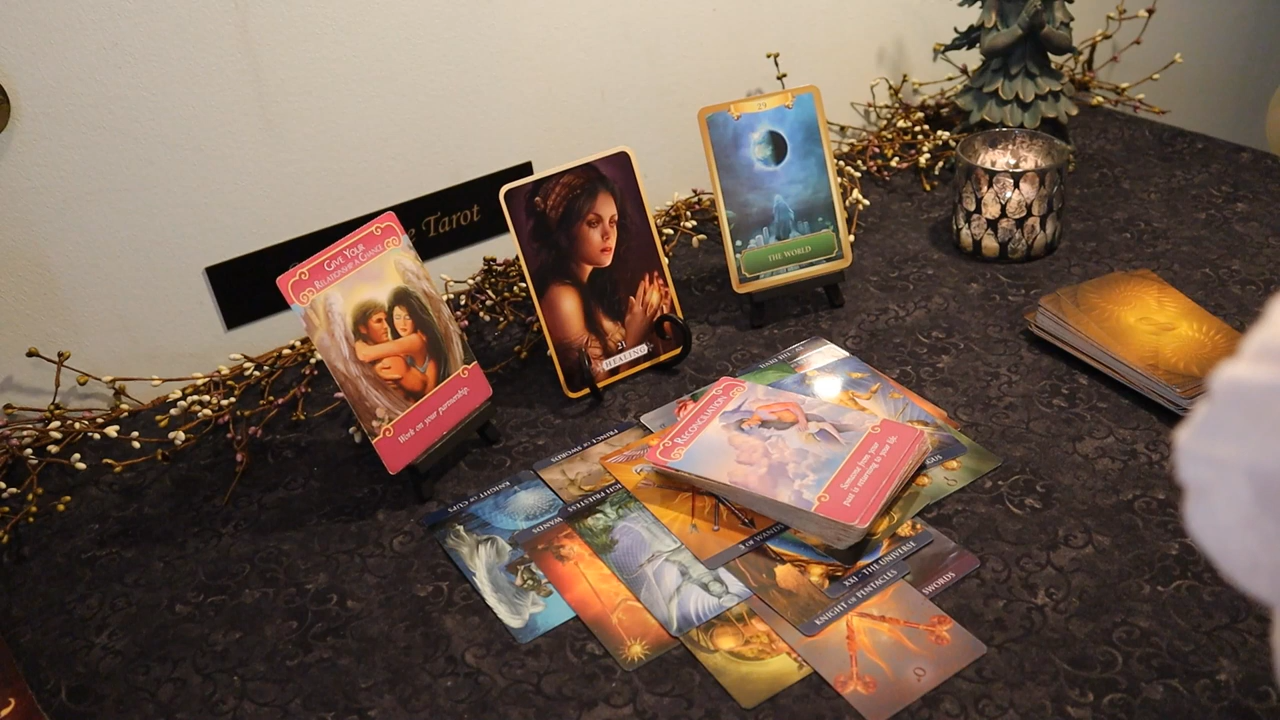 e Tarot
GIVE YOUR
RELATIONSHIP A CHANCE
Work on your partnership.
HEALING
29
THE WORLD
RECONCILIATION
Someone from your
past is returning to your life.
KNIGHT OF CUPS
PRINCE OF SWORDS
WANDS
GH PRIESTESS
3 OF WANDS
XXI - THE UNIVERSE
KNIGHT OF PENTACLES
SWORDS